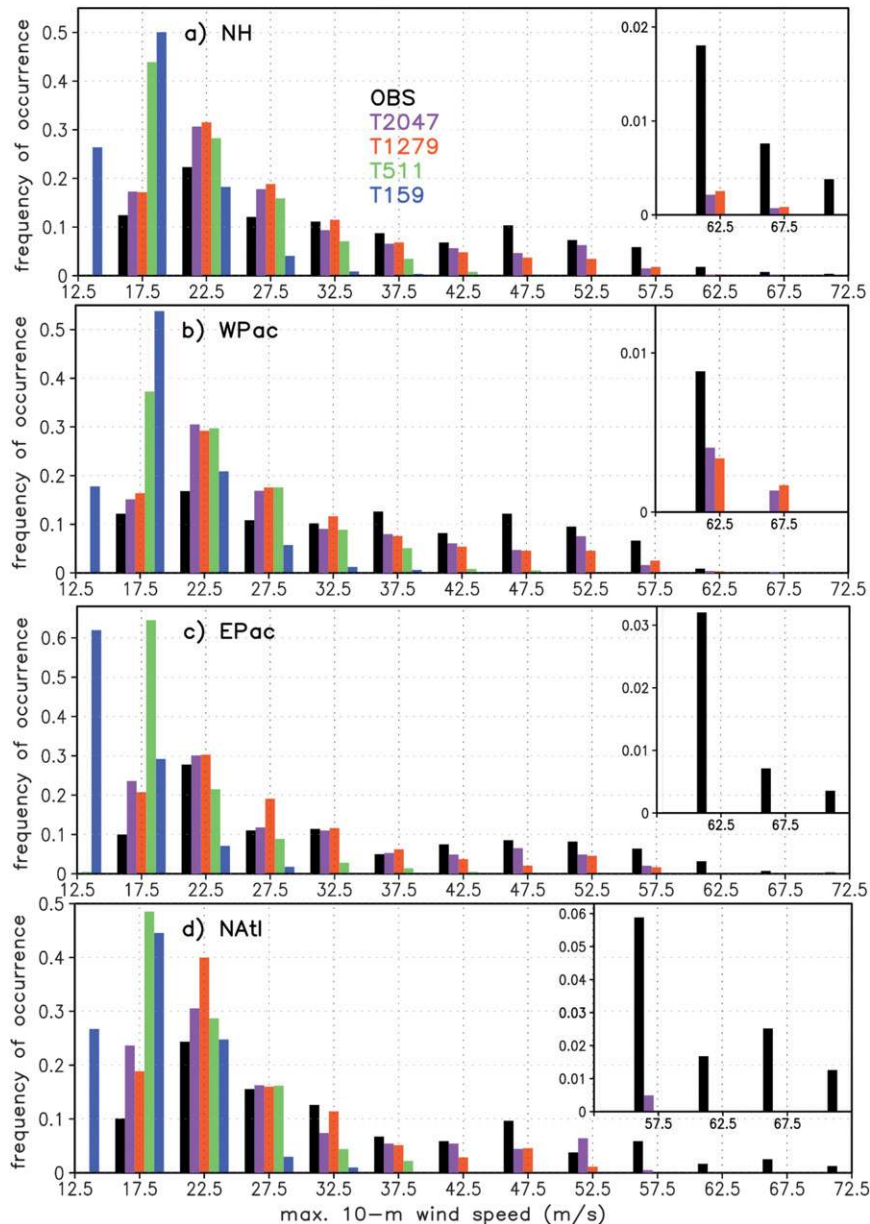 a) NH
frequency of occurrence
0.5
0.4
0.3
0.2
0.1
0
OBS
T2047
T1279
T511
T159
0.02
0.01
0
62.5 67.5
12.5 17.5 22.5 27.5 32.5 37.5 42.5 47.5 52.5 57.5 62.5 67.5 72.5
b) WPac
frequency of occurrence
0.5
0.4
0.3
0.2
0.1
0
0.01
0
62.5 67.5
12.5 17.5 22.5 27.5 32.5 37.5 42.5 47.5 52.5 57.5 62.5 67.5 72.5
c) EPac
frequency of occurrence
0.6
0.5
0.4
0.3
0.2
0.1
0
0.03
0.02
0.01
0
62.5 67.5
12.5 17.5 22.5 27.5 32.5 37.5 42.5 47.5 52.5 57.5 62.5 67.5 72.5
d) NAtl
frequency of occurrence
0.5
0.4
0.3
0.2
0.1
0
0.06
0.05
0.04
0.03
0.02
0.01
0
57.5 62.5 67.5
12.5 17.5 22.5 27.5 32.5 37.5 42.5 47.5 52.5 57.5 62.5 67.5 72.5
max. 10-m wind speed (m/s)